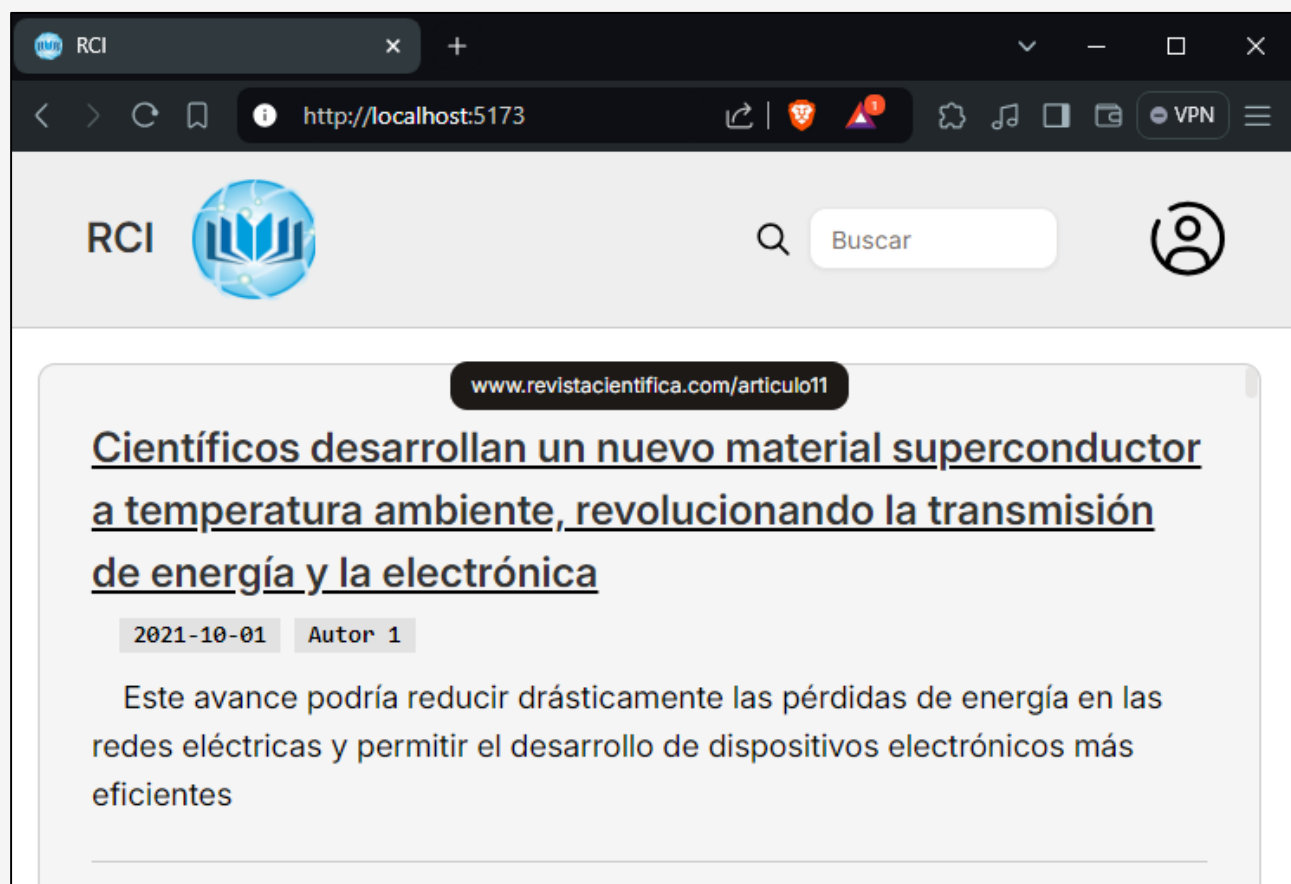 RCI
http://localhost:5173
1
VPN
RCI
Buscar
www.revistacientifica.com/articulo11
Científicos desarrollan un nuevo material superconductor
a temperatura ambiente, revolucionando la transmisión
de energía y la electrónica
2021-10-01 Autor 1
Este avance podría reducir drásticamente las pérdidas de energía en las
redes eléctricas y permitir el desarrollo de dispositivos electrónicos más
eficientes